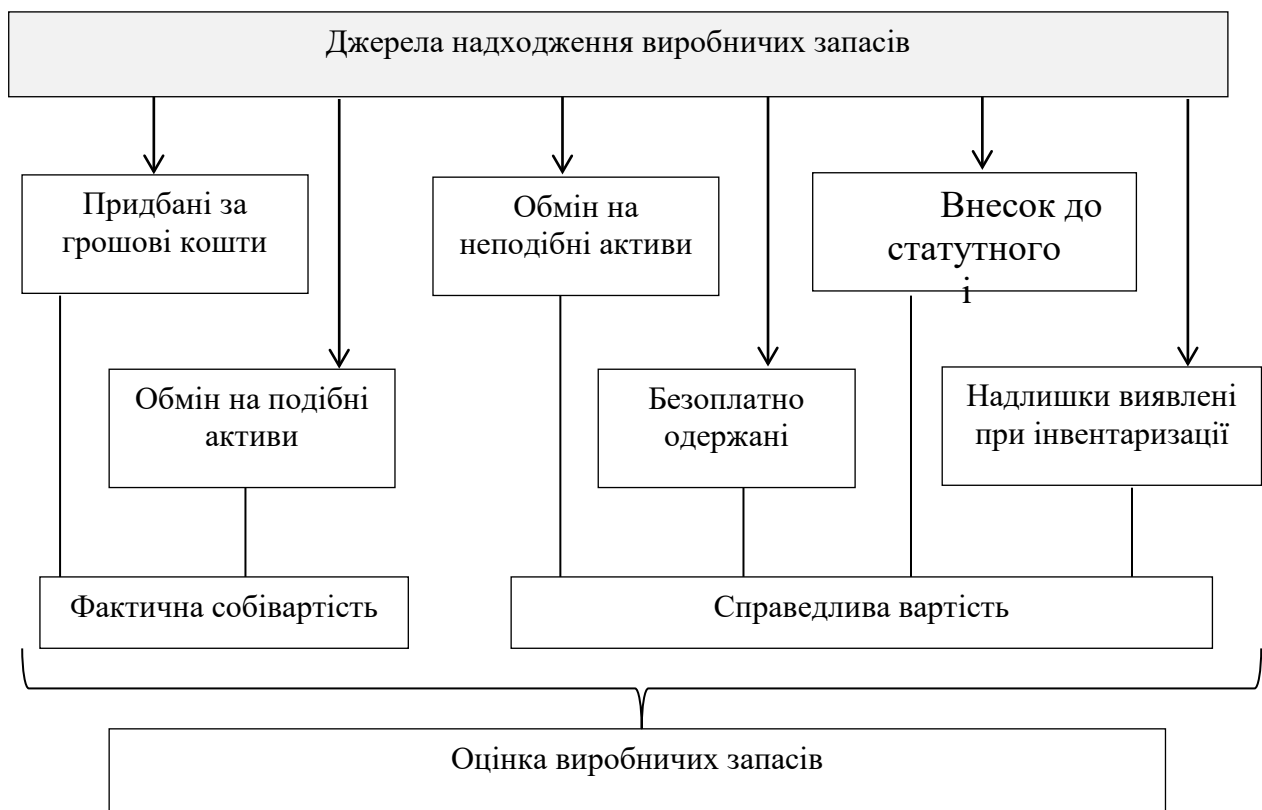 Джерела надходження виробничих запасів
Придбані за
грошові кошти
Обмін на
неподібні активи
Внесок до
статутного
і
Обмін на подібні
активи
Безоплатно
одержані
Надлишки виявлені
при інвентаризації
Фактична собівартість
Справедлива вартість
Оцінка виробничих запасів